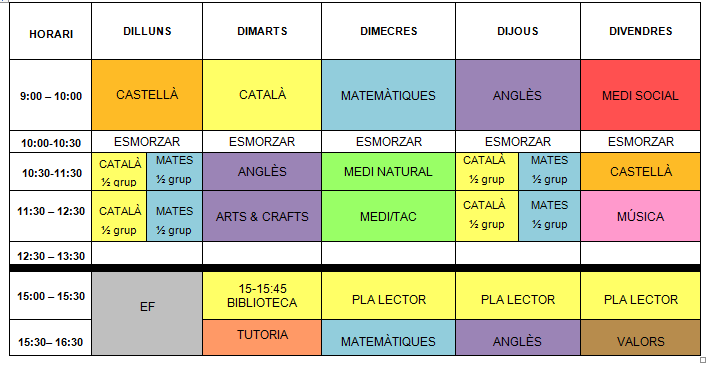 HORARI DILLUNS DIMARTS DIMECRES DIJOUS DIVENDRES
9:00 – 10:00 CASTELLÀ CATALÀ MATEMÀTIQUES ANGLÈS MEDI SOCIAL
10:00-10:30 ESMORZAR ESMORZAR ESMORZAR ESMORZAR ESMORZAR
10:30-11:30 CATALÀ MATES ANGLÈS MEDI NATURAL CATALÀ MATES CASTELLÀ
½ grup ½ grup ½ grup ½ grup
11:30 – 12:30 CATALÀ MATES ARTS & CRAFTS MEDI/TAC CATALÀ MATES MÚSICA
½ grup ½ grup ½ grup ½ grup
12:30 – 13:30
15:00 – 15:30 EF 15-15:45 PLA LECTOR PLA LECTOR PLA LECTOR
BIBLIOTECA
15:30– 16:30 TUTORIA MATEMÀTIQUES ANGLÈS VALORS